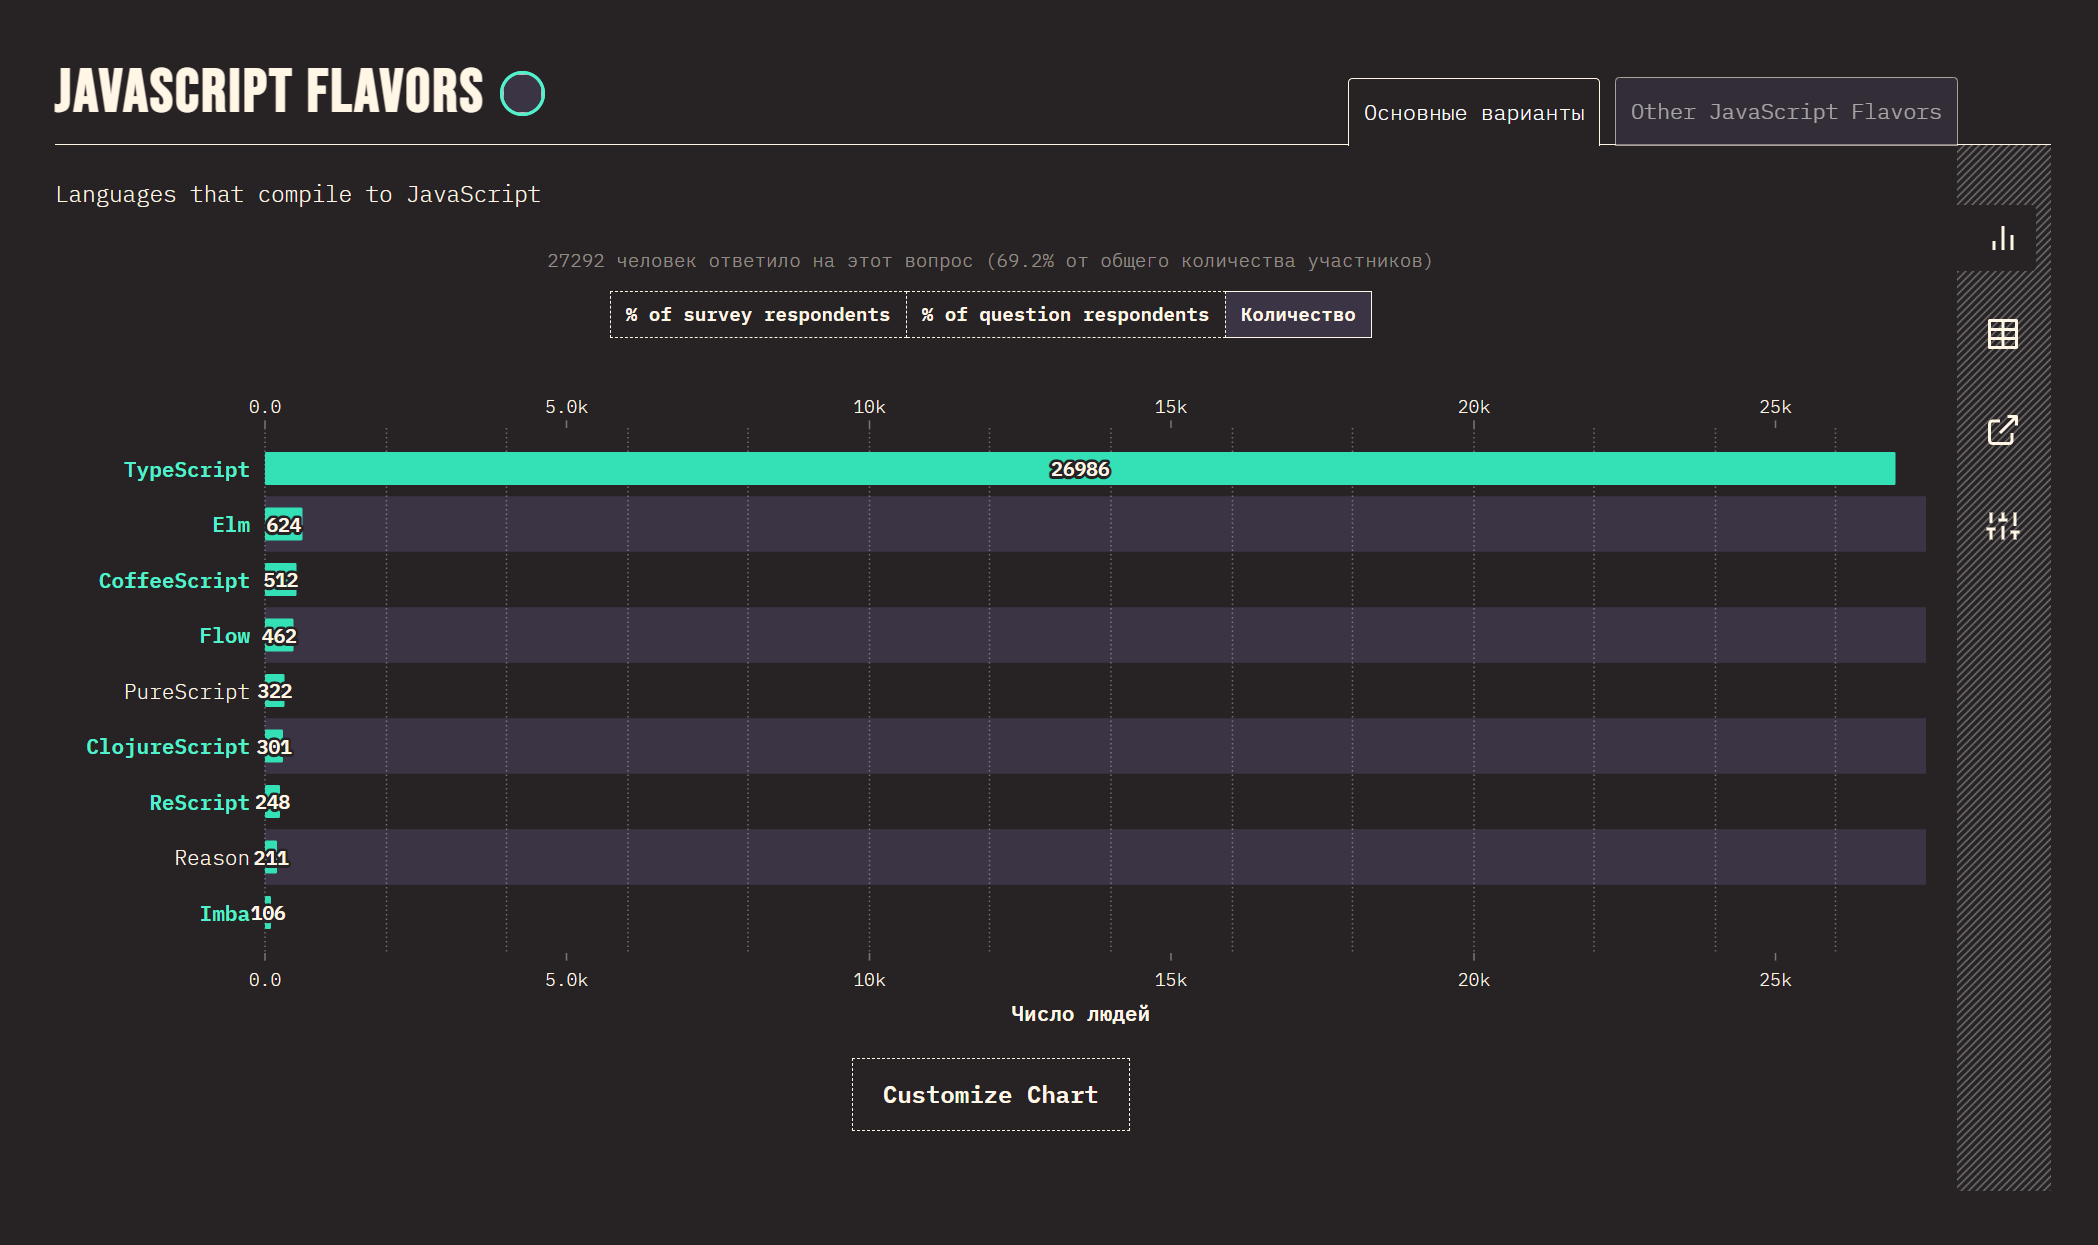 JAVASCRIPT FLAVORS
Основные варианты
Other JavaScript Flavors
Languages that compile to JavaScript
27292 человек ответило на этот вопрос (69.2% от общего количества участников)
% of survey respondents
% of question respondents
Количество
0.0 5.0k 10k 15k 20k 25k
TypeScript 26986
Elm 624
CoffeeScript 512
Flow 462
PureScript 322
ClojureScript 301
ReScript 248
Reason 211
Imba 106
0.0 5.0k 10k 15k 20k 25k
Число людей
Customize Chart